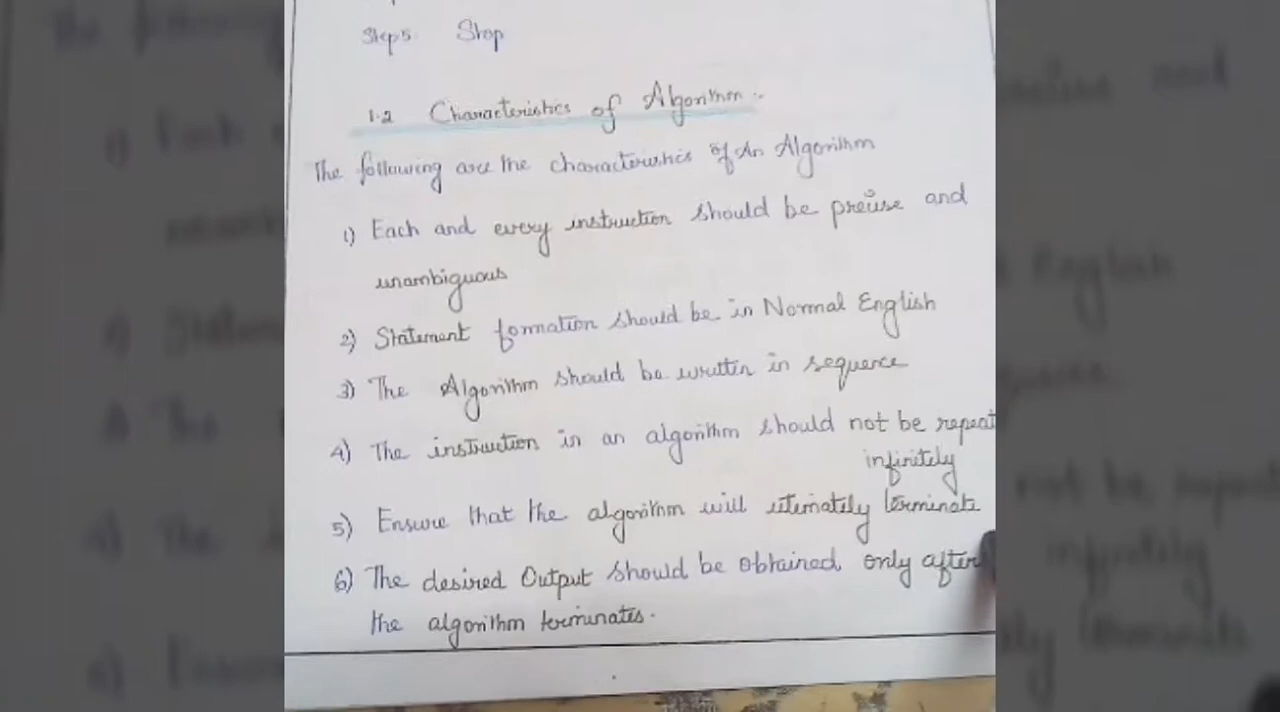 Step 5 Stop
1.2 Characteristics of Algorithm :-
The following are the characteristics of An Algorithm
1) Each and every instruction should be precise and
unambiguous
2) Statement formation should be in Normal English
3) The Algorithm should be written in sequence
4) The instruction in an algorithm should not be repeat
infinitely
5) Ensure that the algorithm will utimately terminate
6) The desired Output should be obtained only after
the algorithm terminates.